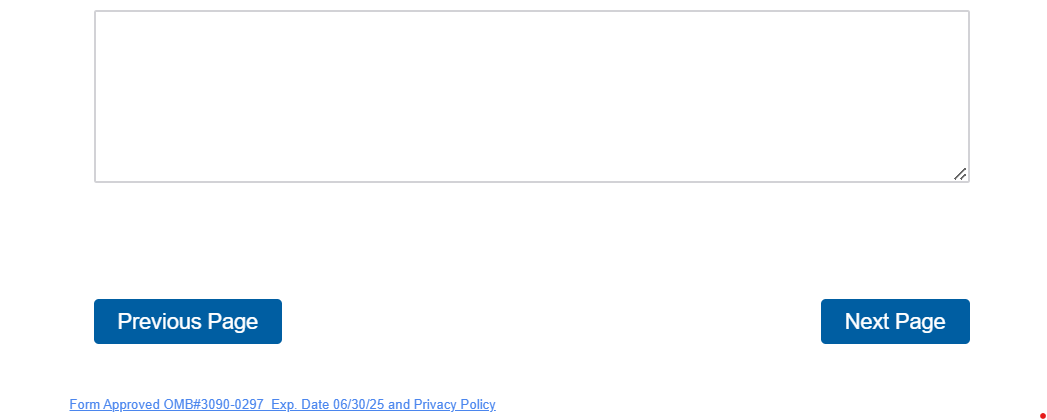 Previous Page
Next Page
Form Approved OMB#3090-0297 Exp. Date 06/30/25 and Privacy Policy